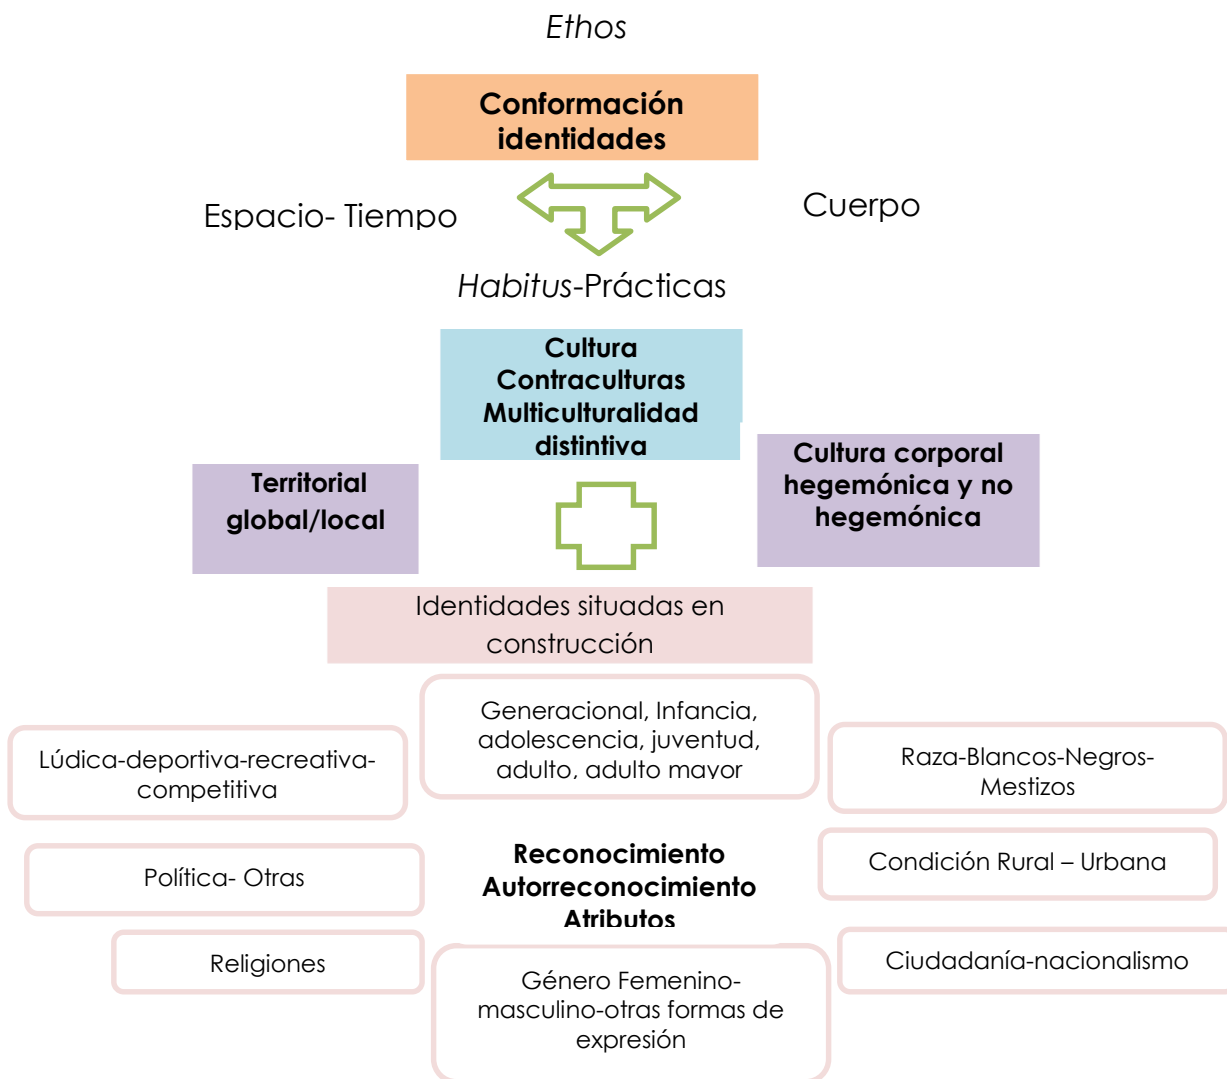 Ethos
Conformación
identidades
Espacio- Tiempo
Cuerpo
Habitus-Prácticas
Cultura
Contraculturas
Multiculturalidad
distintiva
Territorial
global/local
Cultura corporal
hegemónica y no
hegemónica
Identidades situadas en
construcción
Generacional, Infancia,
adolescencia, juventud,
adulto, adulto mayor
Lúdica-deportiva-recreativa-
competitiva
Raza-Blancos-Negros-
Mestizos
Política- Otras
Reconocimiento
Autorreconocimiento
Atributos
Condición Rural – Urbana
Religiones
Género Femenino-
masculino-otras formas de
expresión
Ciudadanía-nacionalismo